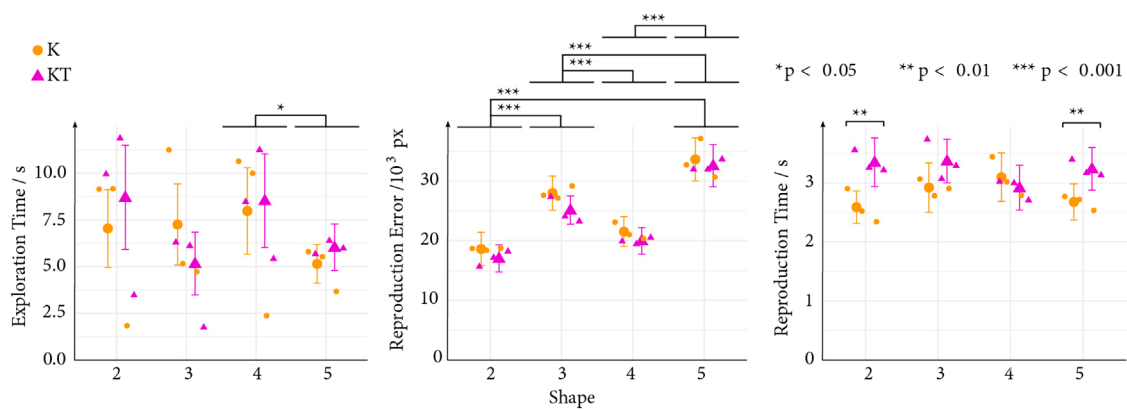 ***
K
KT
***
***
*p < 0.05 **p < 0.01 ***p < 0.001
***
***
*
**
**
Exploration Time / s
10.0
7.5
5.0
2.5
0.0
2 3 4 5
Reproduction Error /10³ px
30
20
10
0
2 3 4 5
Shape
Reproduction Time / s
4
3
2
1
0
2 3 4 5